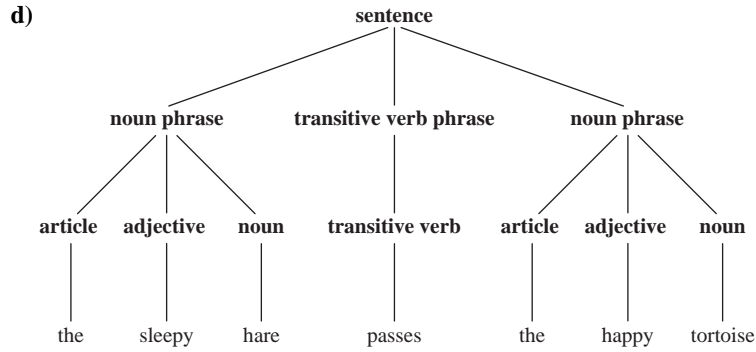 d)
sentence
noun phrase transitive verb phrase noun phrase
article adjective noun transitive verb article adjective noun
the sleepy hare passes the happy tortoise